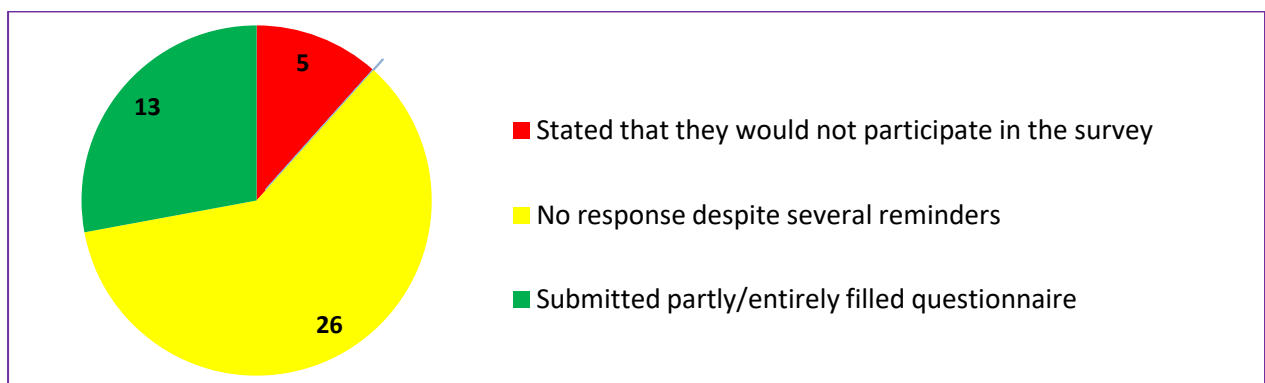 5
13
26
Stated that they would not participate in the survey
No response despite several reminders
Submitted partly/entirely filled questionnaire